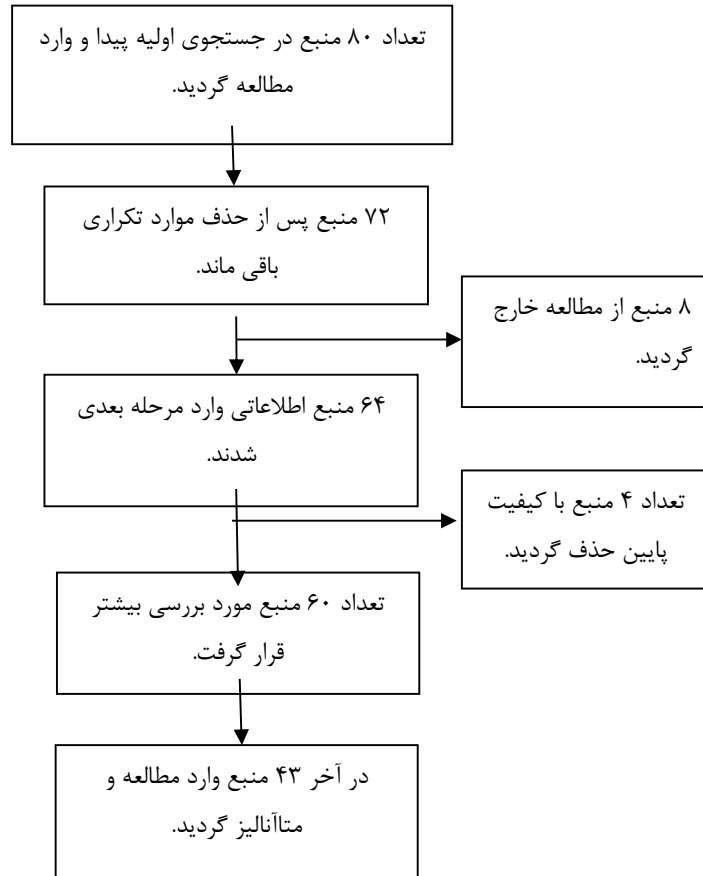 تعداد ۸۰ منبع در جستجوی اولیه پیدا و وارد
مطالعه گردید.
۷۲ منبع پس از حذف موارد تکراری
باقی ماند.
۸ منبع از مطالعه خارج
گردید.
۶۴ منبع اطلاعاتی وارد مرحله بعدی
شدند.
تعداد ۴ منبع با کیفیت
پایین حذف گردید.
تعداد ۶۰ منبع مورد بررسی بیشتر
قرار گرفت.
در آخر ۴۳ منبع وارد مطالعه و
متاآنالیز گردید.